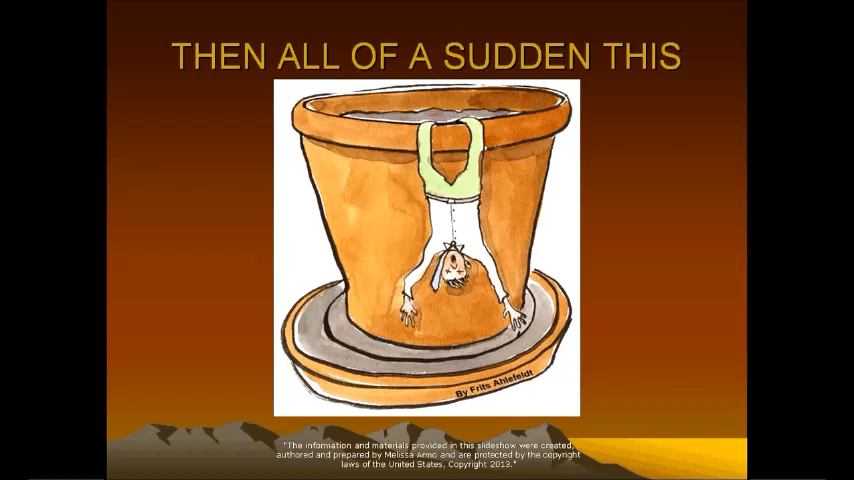 THEN ALL OF A SUDDEN THIS
By Frits Ahlefeldt
"The information and materials provided in this slideshow were created,
authored and prepared by Melissa Armo and are protected by the copyright
laws of the United States, Copyright 2013."